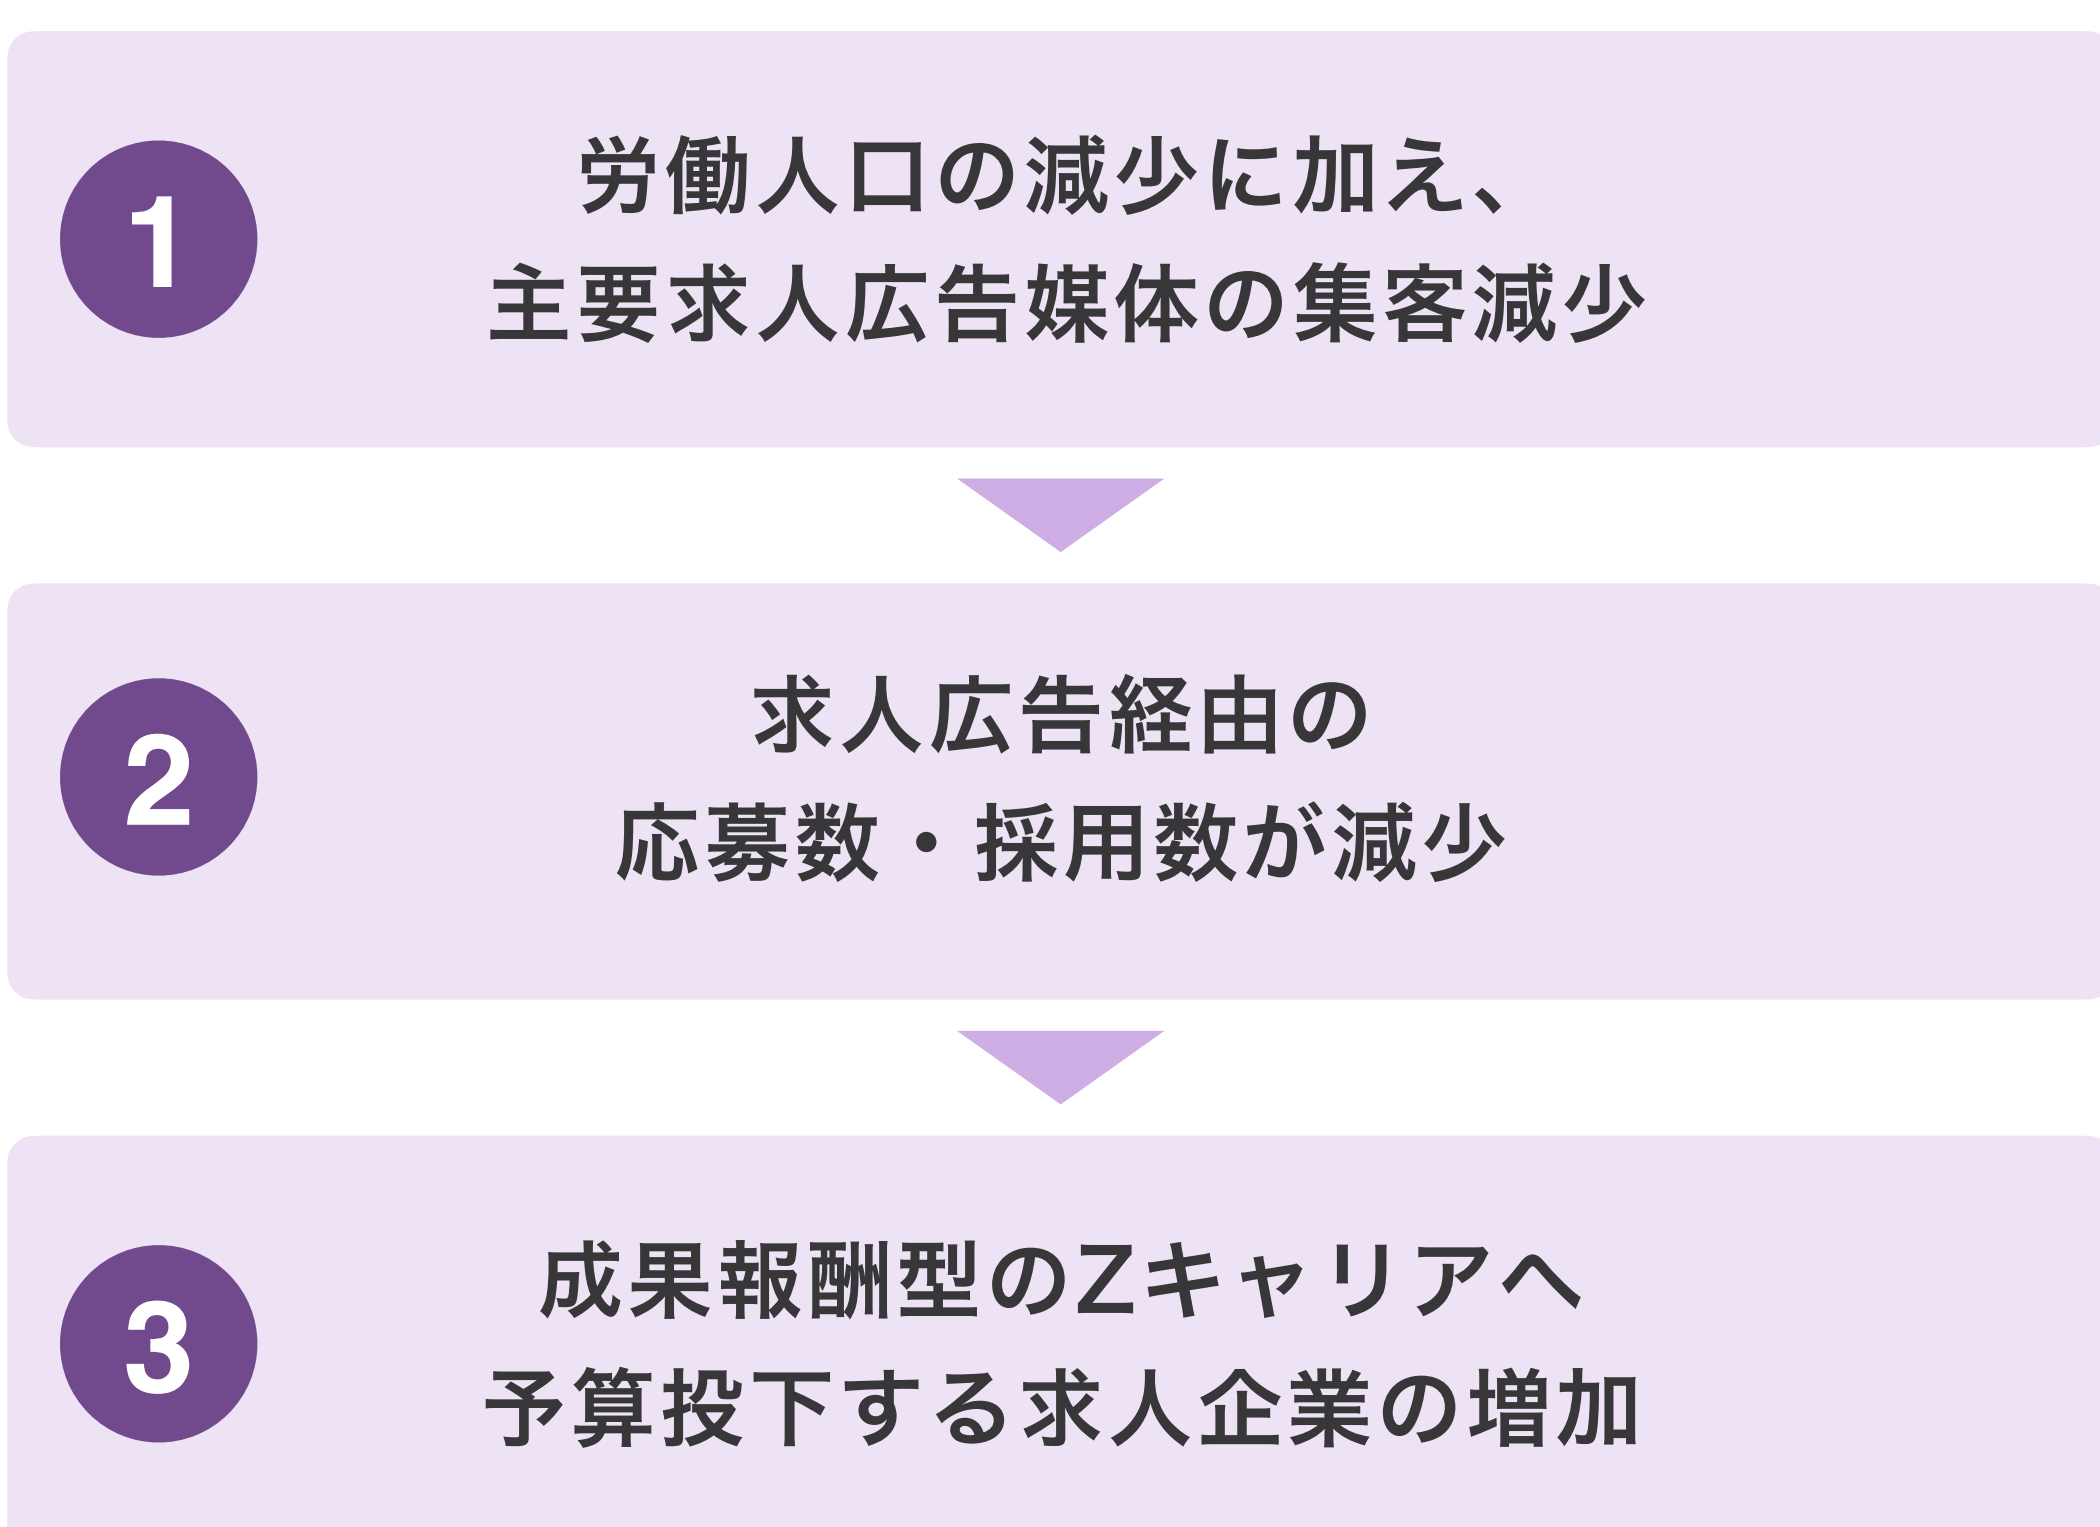 1
労働人口の減少に加え、
主要求人広告媒体の集客減少
2
求人広告経由の
応募数・採用数が減少
3
成果報酬型のZキャリアへ
予算投下する求人企業の増加